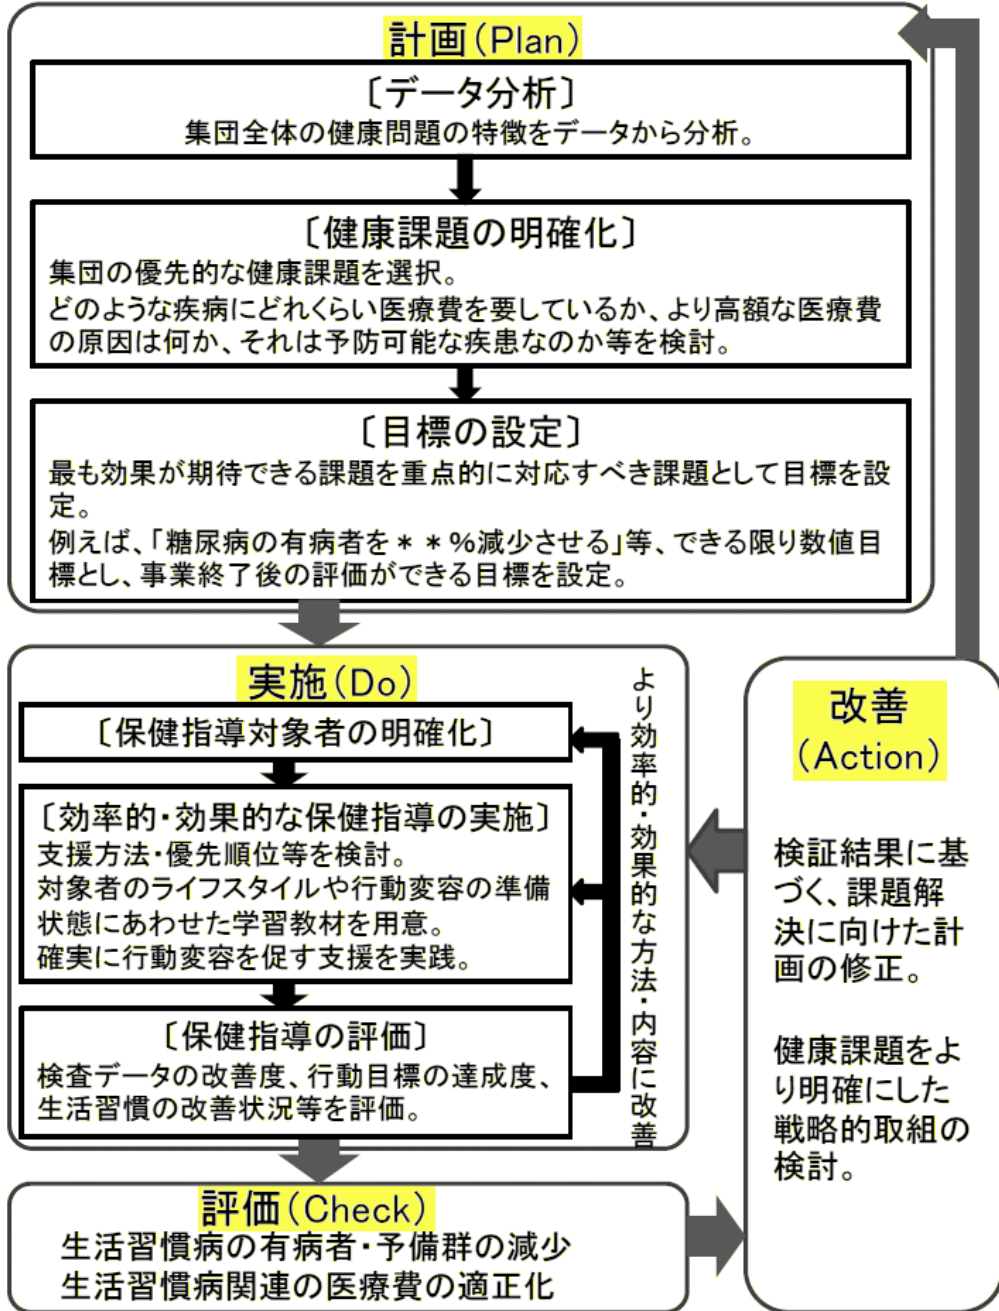 計画(Plan)
〔データ分析〕
集団全体の健康問題の特徴をデータから分析。
〔健康課題の明確化〕
集団の優先的な健康課題を選択。
どのような疾病にどれくらい医療費を要しているか、より高額な医療費
の原因は何か、それは予防可能な疾患なのか等を検討。
〔目標の設定〕
最も効果が期待できる課題を重点的に対応すべき課題として目標を設
定。
例えば、「糖尿病の有病者を＊＊%減少させる」等、できる限り数値目
標とし、事業終了後の評価ができる目標を設定。
実施(Do)
〔保健指導対象者の明確化〕
〔効率的・効果的な保健指導の実施〕
支援方法・優先順位等を検討。
対象者のライフスタイルや行動変容の準備
状態にあわせた学習教材を用意。
確実に行動変容を促す支援を実践。
〔保健指導の評価〕
検査データの改善度、行動目標の達成度、
生活習慣の改善状況等を評価。
より効率的・効果的な方法・内容に改善
評価(Check)
生活習慣病の有病者・予備群の減少
生活習慣病関連の医療費の適正化
改善
(Action)
検証結果に基
づく、課題解
決に向けた計
画の修正。
健康課題をよ
り明確にした
戦略的取組の
検討。